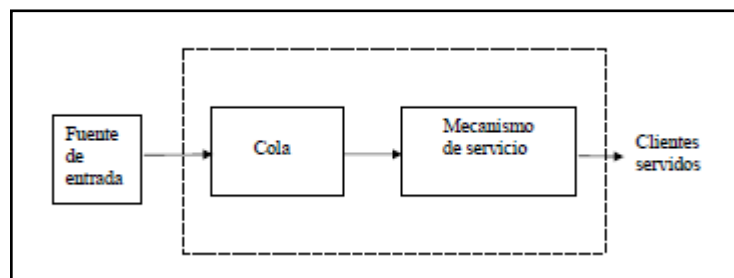 Fuente
de
entrada
Cola
Mecanismo
de servicio
Clientes
servidos